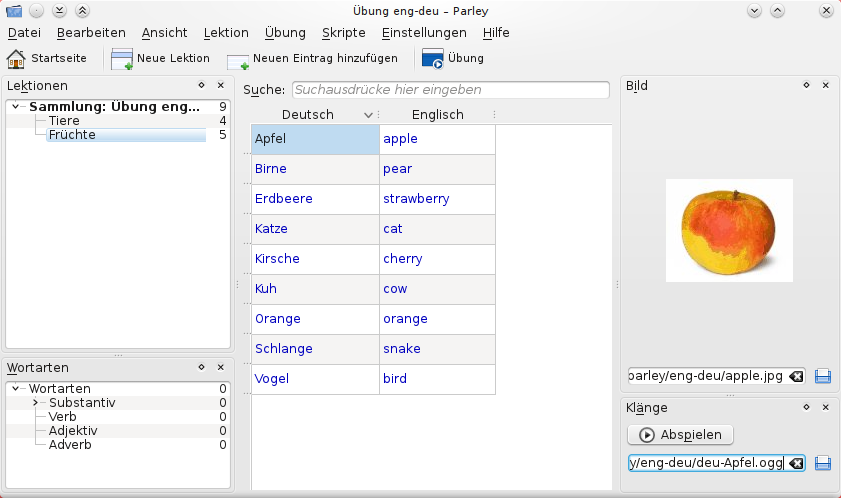 Übung eng-deu – Parley
Datei Bearbeiten Ansicht Lektion Übung Skripte Einstellungen Hilfe
Startseite Neue Lektion Neuen Eintrag hinzufügen Übung
Lektionen
Sammlung: Übung eng... 9
Tiere 4
Früchte 5
Wortarten
Wortarten 0
Substantiv 0
Verb 0
Adjektiv 0
Adverb 0
Suche: Suchausdrücke hier eingeben
Deutsch Englisch
Apfel apple
Birne pear
Erdbeere strawberry
Katze cat
Kirsche cherry
Kuh cow
Orange orange
Schlange snake
Vogel bird
Bild
parley/eng-deu/apple.jpg
Klänge
Abspielen
y/eng-deu/deu-Apfel.ogg